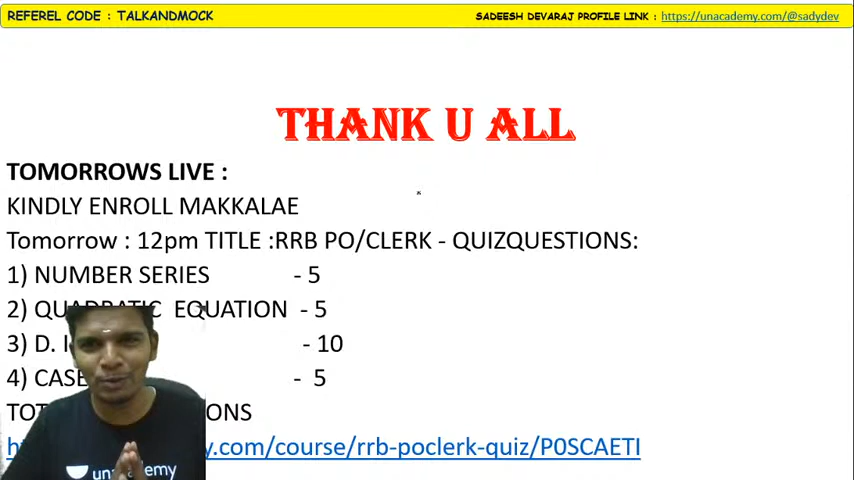 REFEREL CODE : TALKANDMOCK
SADEESH DEVARAJ PROFILE LINK : https://unacademy.com/@sadydev
THANK U ALL
TOMORROWS LIVE :
KINDLY ENROLL MAKKALAE
Tomorrow : 12pm TITLE :RRB PO/CLERK - QUIZQUESTIONS:
1) NUMBER SERIES - 5
2) QUADRATIC EQUATION - 5
3) D. - 10
4) CASE - 5
.com/course/rrb-poclerk-quiz/P0SCAETI
unacademy